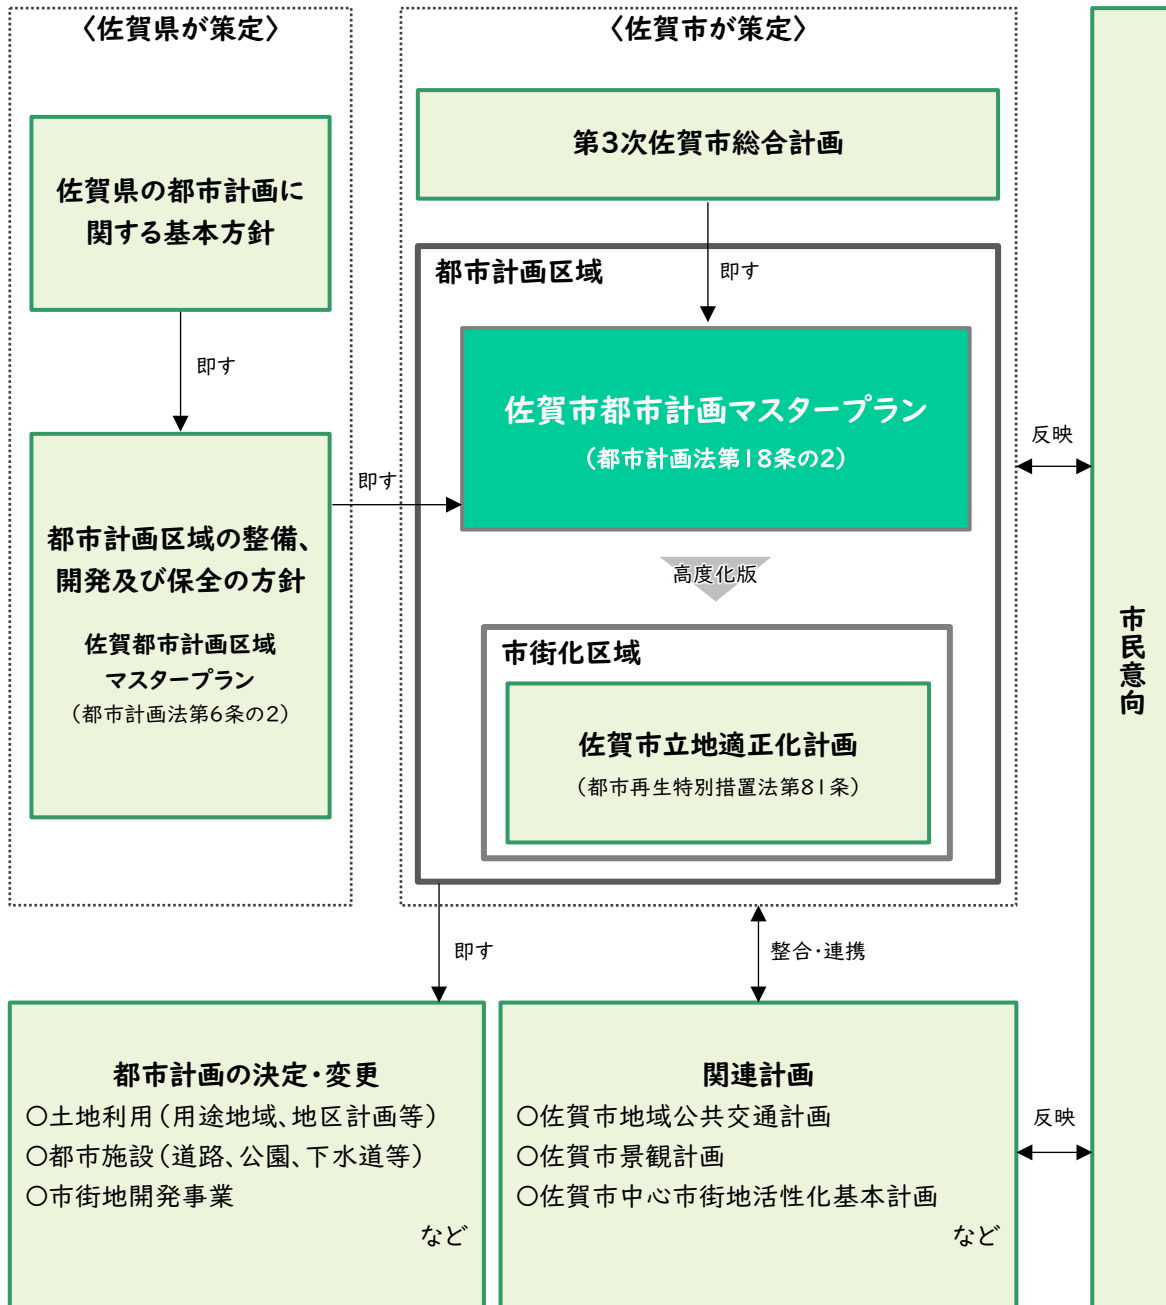 〈佐賀県が策定〉
佐賀県の都市計画に
関する基本方針
即す
都市計画区域の整備、
開発及び保全の方針
佐賀都市計画区域
マスタープラン
（都市計画法第6条の2）
即す
〈佐賀市が策定〉
第3次佐賀市総合計画
即す
都市計画区域
佐賀市都市計画マスタープラン
（都市計画法第18条の2）
高度化版
市街化区域
佐賀市立地適正化計画
（都市再生特別措置法第81条）
反映
市民意向
即す
整合・連携
都市計画の決定・変更
○土地利用（用途地域、地区計画等）
○都市施設（道路、公園、下水道等）
○市街地開発事業
など
関連計画
○佐賀市地域公共交通計画
○佐賀市景観計画
○佐賀市中心市街地活性化基本計画
など
反映